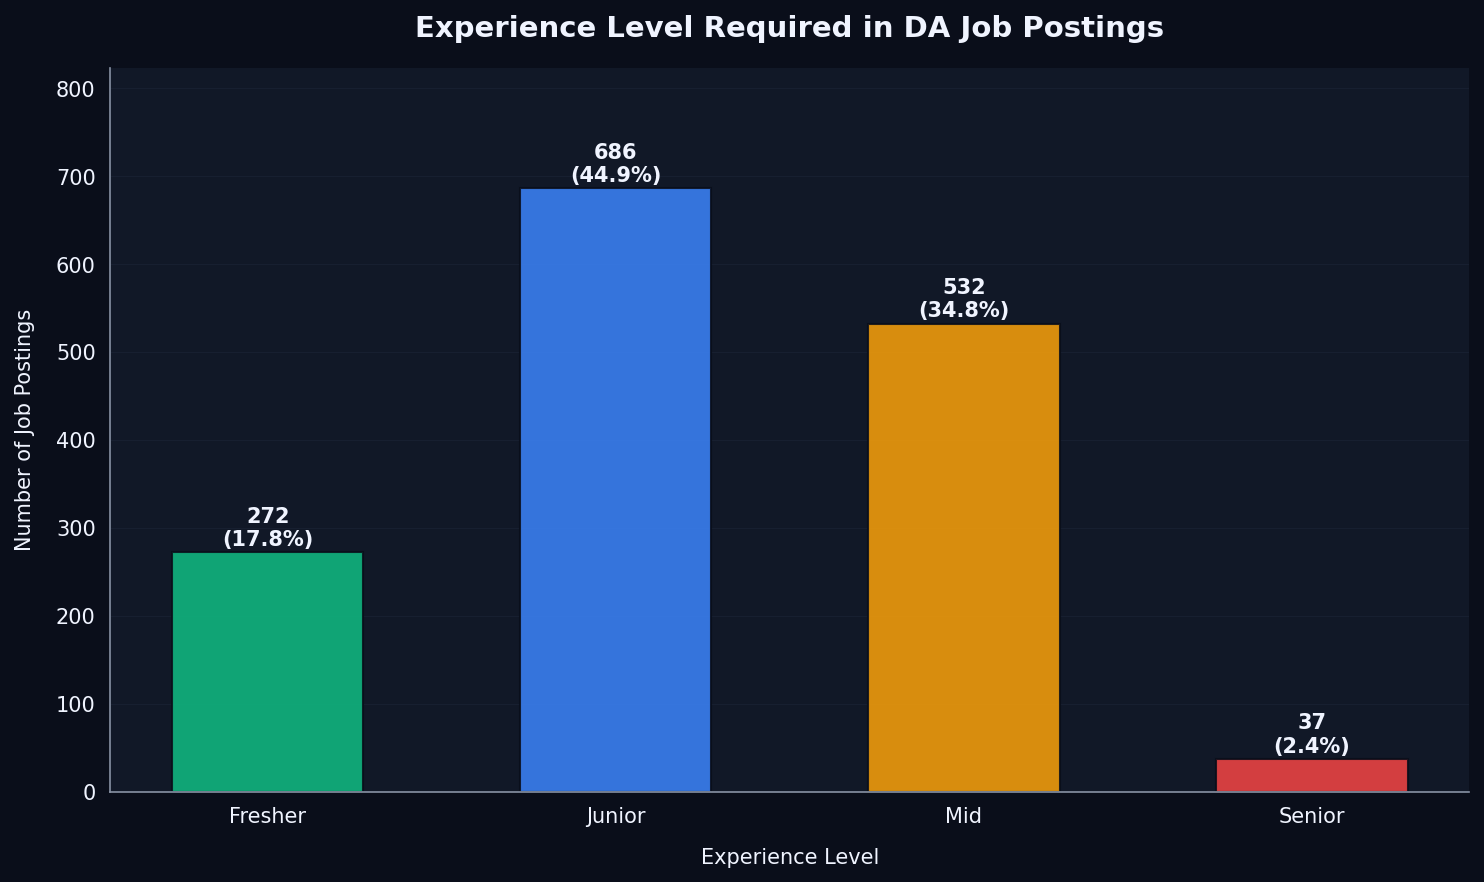 Experience Level Required in DA Job Postings
Number of Job Postings
800
700
600
500
400
300
200
100
0
272
(17.8%)
686
(44.9%)
532
(34.8%)
37
(2.4%)
Fresher
Junior
Mid
Senior
Experience Level